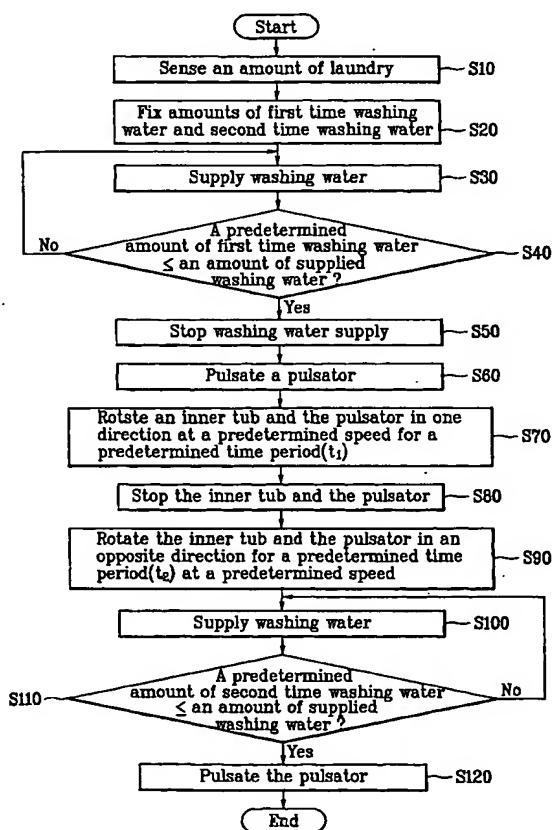 Start
Sense an amount of laundry
S10
Fix amounts of first time washing
water and second time washing water
S20
Supply washing water
S30
A predetermined
amount of first time washing water
≤ an amount of supplied
washing water ?
S40
No
Yes
Stop washing water supply
S50
Pulsate a pulsator
S60
Rotste an inner tub and the pulsator in one
direction at a predetermined speed for a
predetermined time period(t1)
S70
Stop the inner tub and the pulsator
S80
Rotate the inner tub and the pulsator in an
opposite direction for a predetermined time
period(t2) at a predetermined speed
S90
Supply washing water
S100
A predetermined
amount of second time washing water
≤ an amount of supplied
washing water ?
S110
No
Yes
Pulsate the pulsator
S120
End